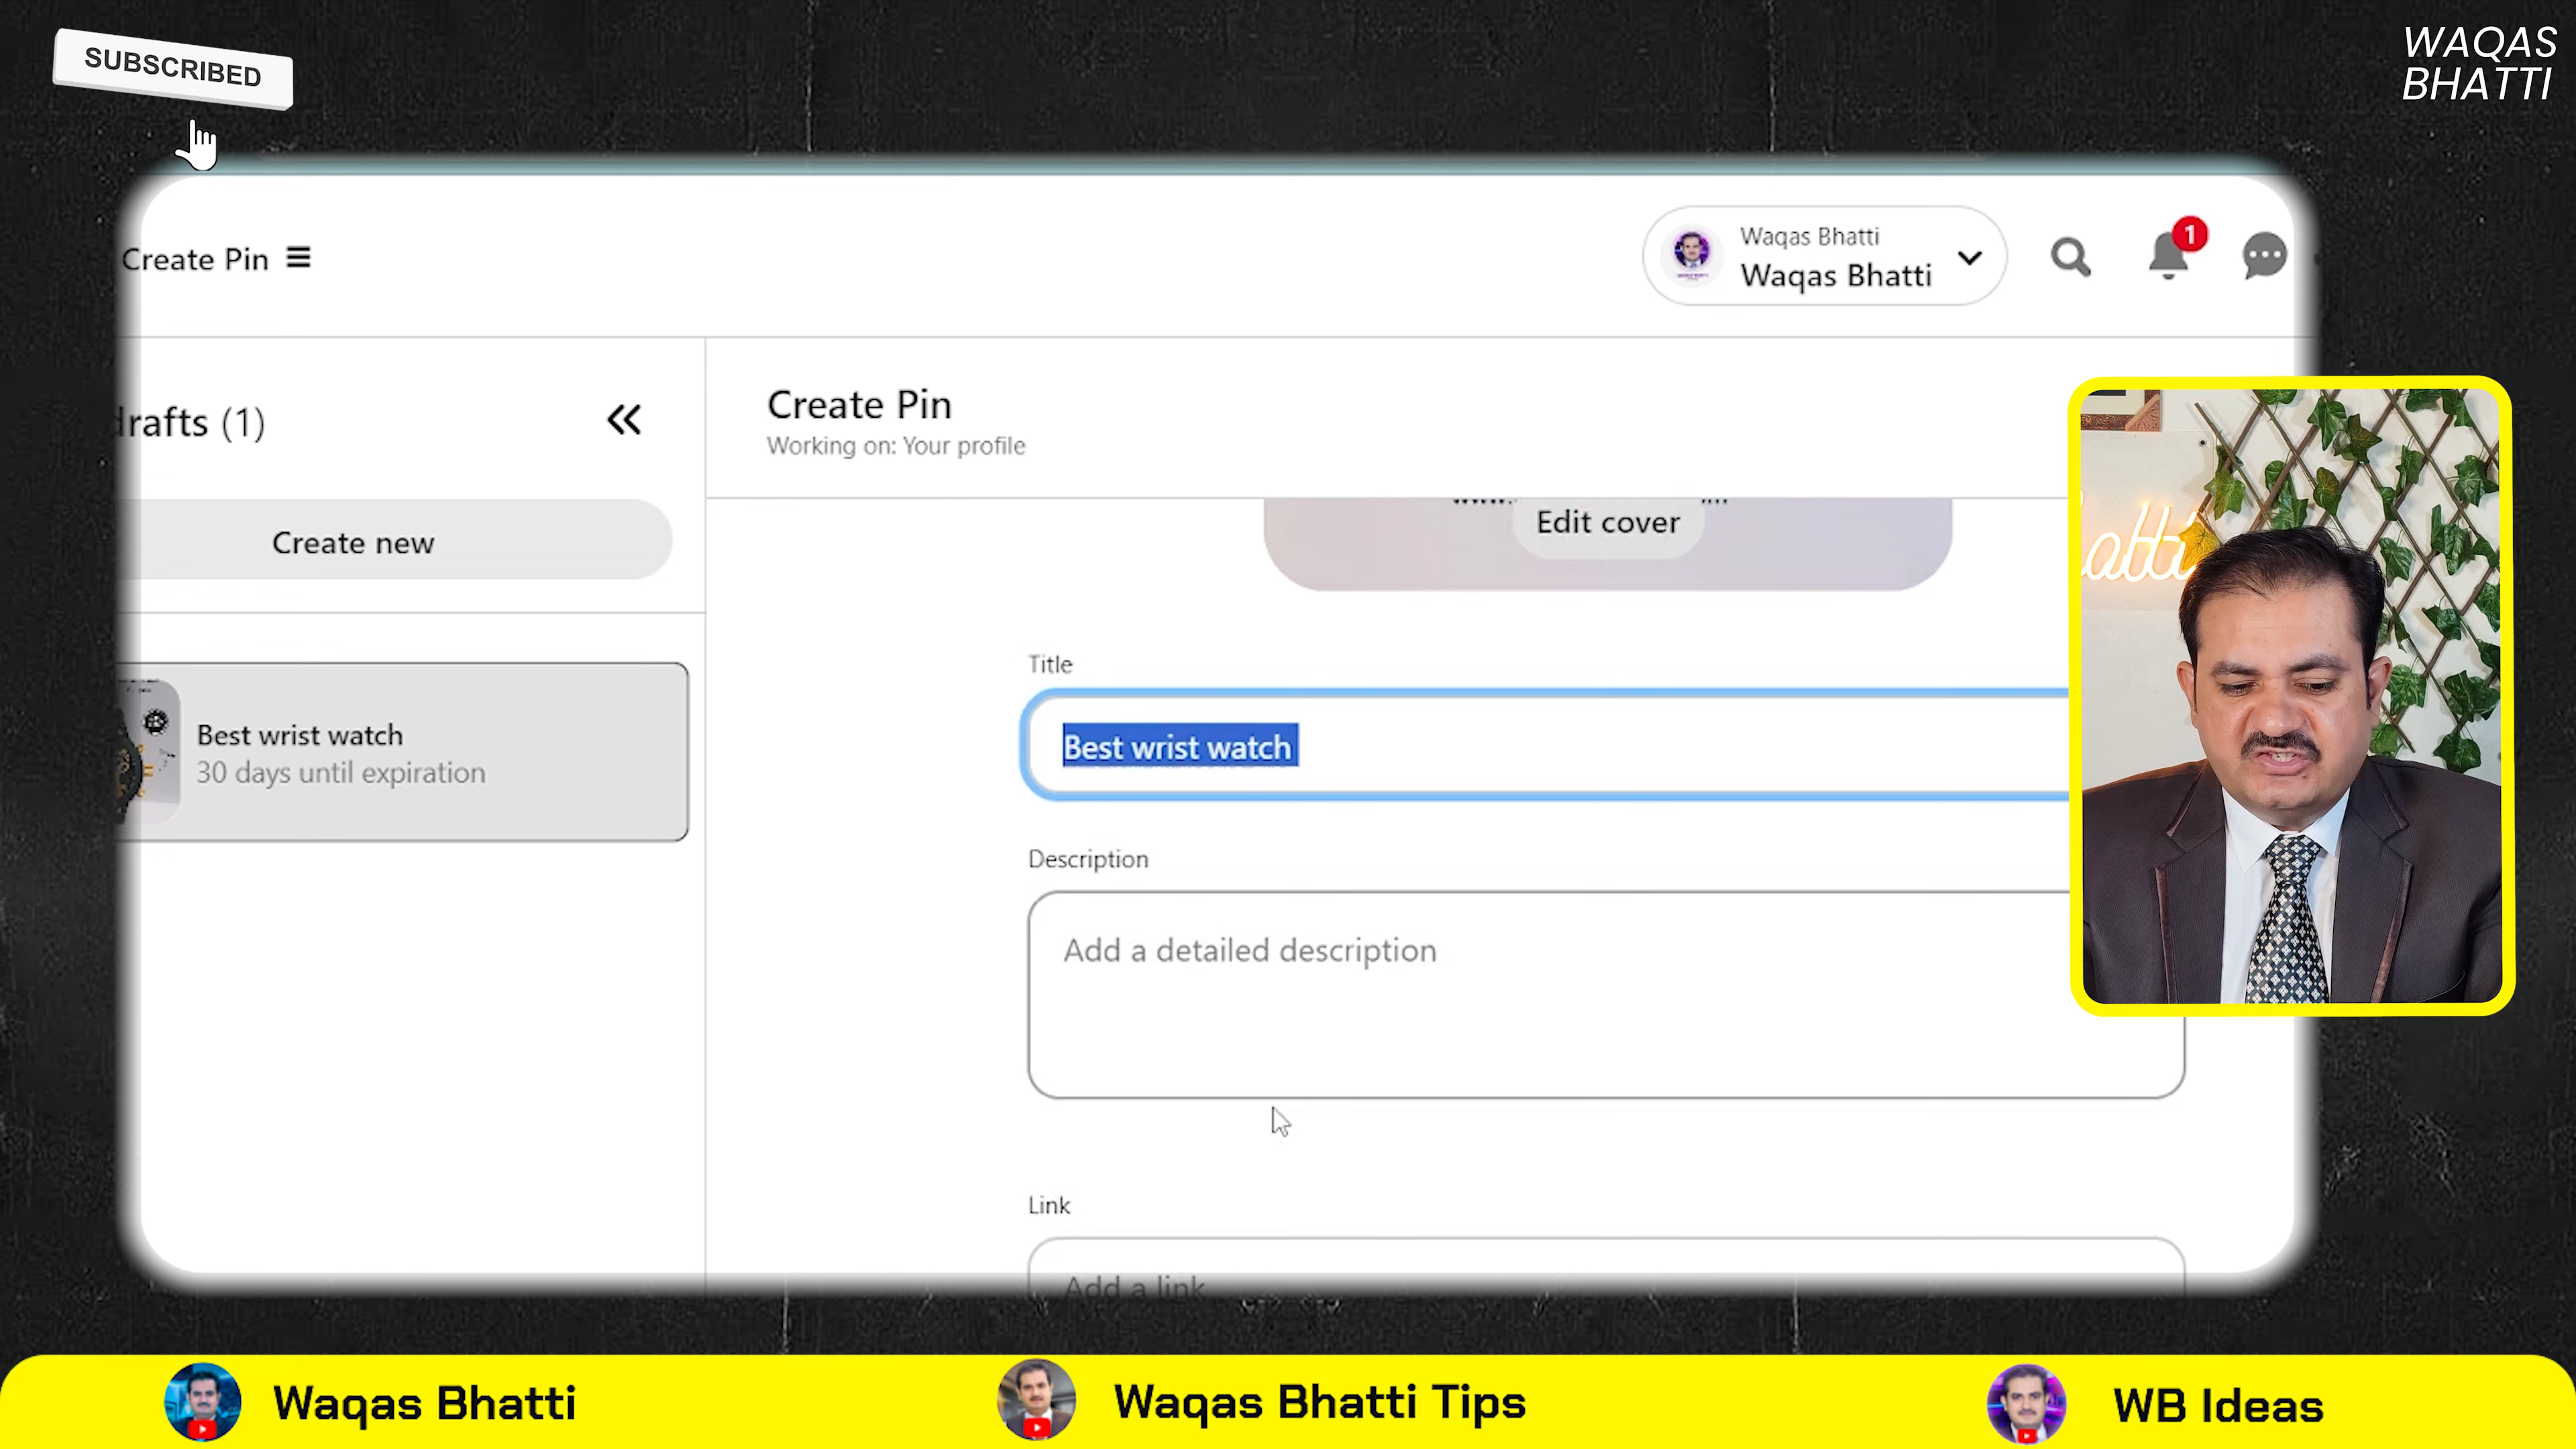 SUBSCRIBED
WAQAS
BHATTI
Create Pin
Waqas Bhatti
Waqas Bhatti
1
drafts (1)
Create Pin
Working on: Your profile
Create new
Edit cover
Title
Best wrist watch
30 days until expiration
Best wrist watch
Description
Add a detailed description
Link
Add a link
atti
Waqas Bhatti
Waqas Bhatti Tips
WB Ideas